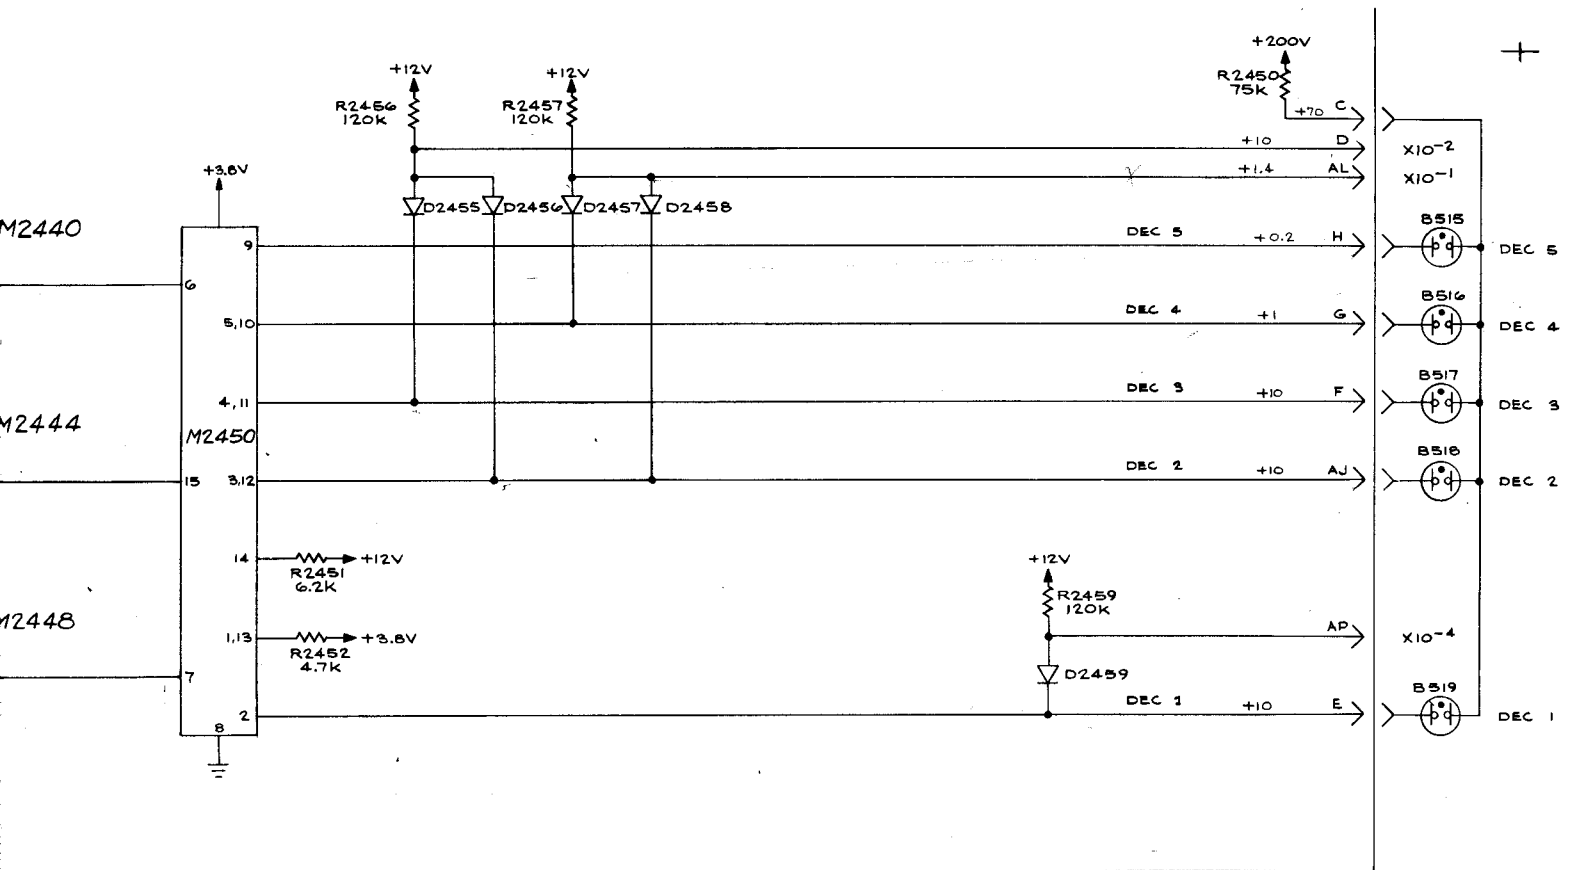 +200V
R2450
75K
+12V
+12V
R2456
120K
R2457
120K
+70 C
+10 D
X10-2
+1.4 AL
X10-1
+3.8V
D2455 D2456 D2457 D2458
M2440
B515
9 DEC 5 +0.2 H DEC 5
6
B516
5,10 DEC 4 +1 G DEC 4
B517
4,11 DEC 3 +10 F DEC 3
M2444
M2450
B518
15 3,12 DEC 2 +10 AJ DEC 2
14 +12V
R2451
6.2K
+12V
R2459
120K
M2448
1,13 +3.8V
R2452
4.7K
AP
X10-4
7
D2459
B519
2 DEC 1 +10 E DEC 1
8